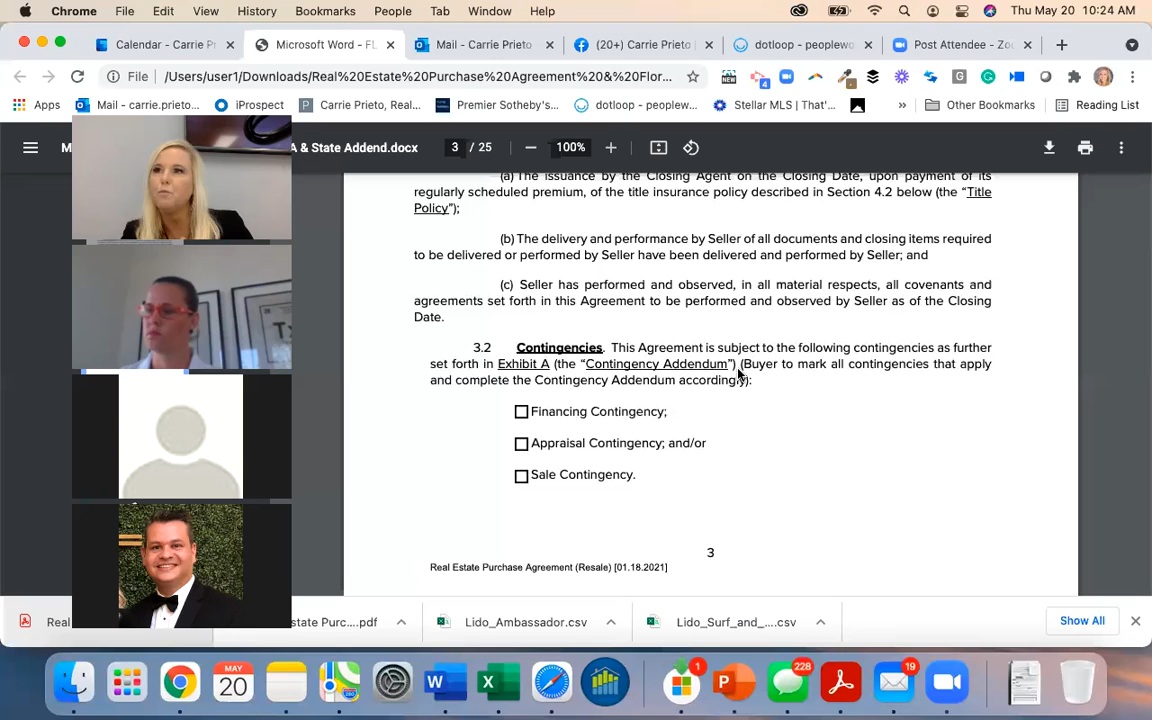 Chrome File Edit View History Bookmarks People Tab Window Help Thu May 20 10:24 AM
Calendar - Carrie Pr Microsoft Word - FL Mail - Carrie Prieto (20+) Carrie Prieto dotloop - peoplewo Post Attendee - Zoo
File /Users/user1/Downloads/Real%20Estate%20Purchase%20Agreement%20&%20Flor...
Apps Mail - carrie.prieto... iProspect Carrie Prieto, Real... Premier Sotheby's... dotloop - peoplew... Stellar MLS | That'... » Other Bookmarks Reading List
A & State Addend.docx 3 / 25 100%
(a) The issuance by the Closing Agent on the Closing Date, upon payment of its
regularly scheduled premium, of the title insurance policy described in Section 4.2 below (the “Title
Policy”);
(b) The delivery and performance by Seller of all documents and closing items required
to be delivered or performed by Seller have been delivered and performed by Seller; and
(c) Seller has performed and observed, in all material respects, all covenants and
agreements set forth in this Agreement to be performed and observed by Seller as of the Closing
Date.
3.2 Contingencies. This Agreement is subject to the following contingencies as further
set forth in Exhibit A (the “Contingency Addendum”) (Buyer to mark all contingencies that apply
and complete the Contingency Addendum accordingly):
Financing Contingency;
Appraisal Contingency; and/or
Sale Contingency.
3
Real Estate Purchase Agreement (Resale) [01.18.2021]
Real state Purc....pdf Lido_Ambassador.csv Lido_Surf_and_....csv Show All
MAY
20
1
228
19